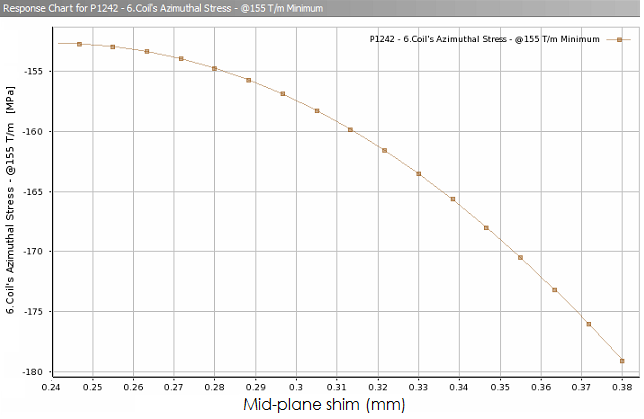 Response Chart for P1242 - 6.Coil's Azimuthal Stress - @155 T/m Minimum
P1242 - 6.Coil's Azimuthal Stress - @155 T/m Minimum
6.Coil's Azimuthal Stress - @155 T/m [MPa]
-155
-160
-165
-170
-175
-180
0.24 0.25 0.26 0.27 0.28 0.29 0.3 0.31 0.32 0.33 0.34 0.35 0.36 0.37 0.38
Mid-plane shim (mm)